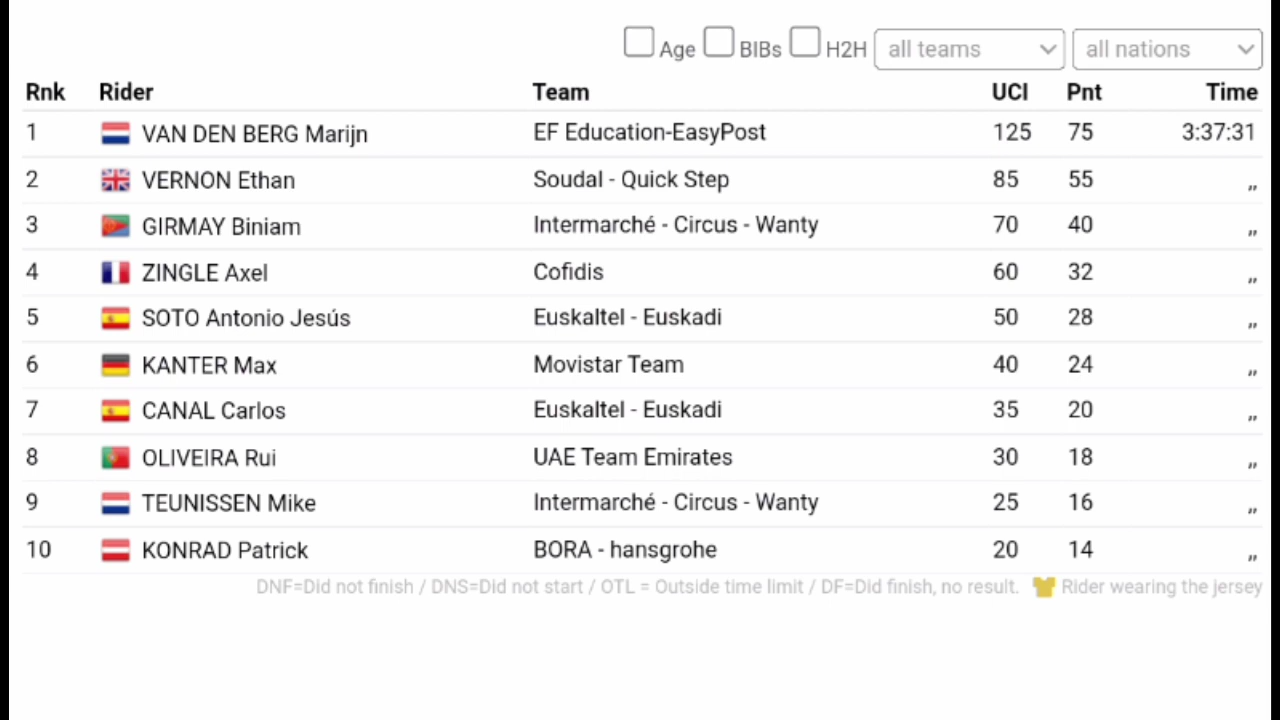 Age BIBs H2H all teams all nations
Rnk Rider Team UCI Pnt Time
1 VAN DEN BERG Marijn EF Education-EasyPost 125 75 3:37:31
2 VERNON Ethan Soudal - Quick Step 85 55 ,,
3 GIRMAY Biniam Intermarché - Circus - Wanty 70 40 ,,
4 ZINGLE Axel Cofidis 60 32 ,,
5 SOTO Antonio Jesús Euskaltel - Euskadi 50 28 ,,
6 KANTER Max Movistar Team 40 24 ,,
7 CANAL Carlos Euskaltel - Euskadi 35 20 ,,
8 OLIVEIRA Rui UAE Team Emirates 30 18 ,,
9 TEUNISSEN Mike Intermarché - Circus - Wanty 25 16 ,,
10 KONRAD Patrick BORA - hansgrohe 20 14 ,,
DNF=Did not finish / DNS=Did not start / OTL = Outside time limit / DF=Did finish, no result. Rider wearing the jersey